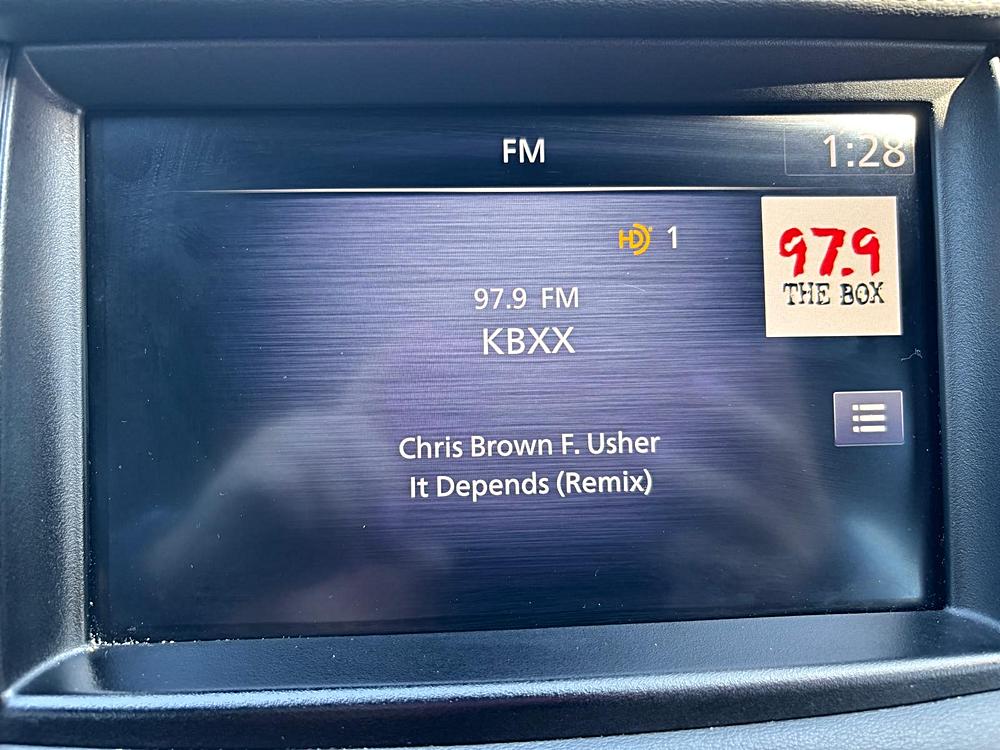 FM
1:28
HD 1
97.9
THE BOX
97.9 FM
KBXX
Chris Brown F. Usher
It Depends (Remix)